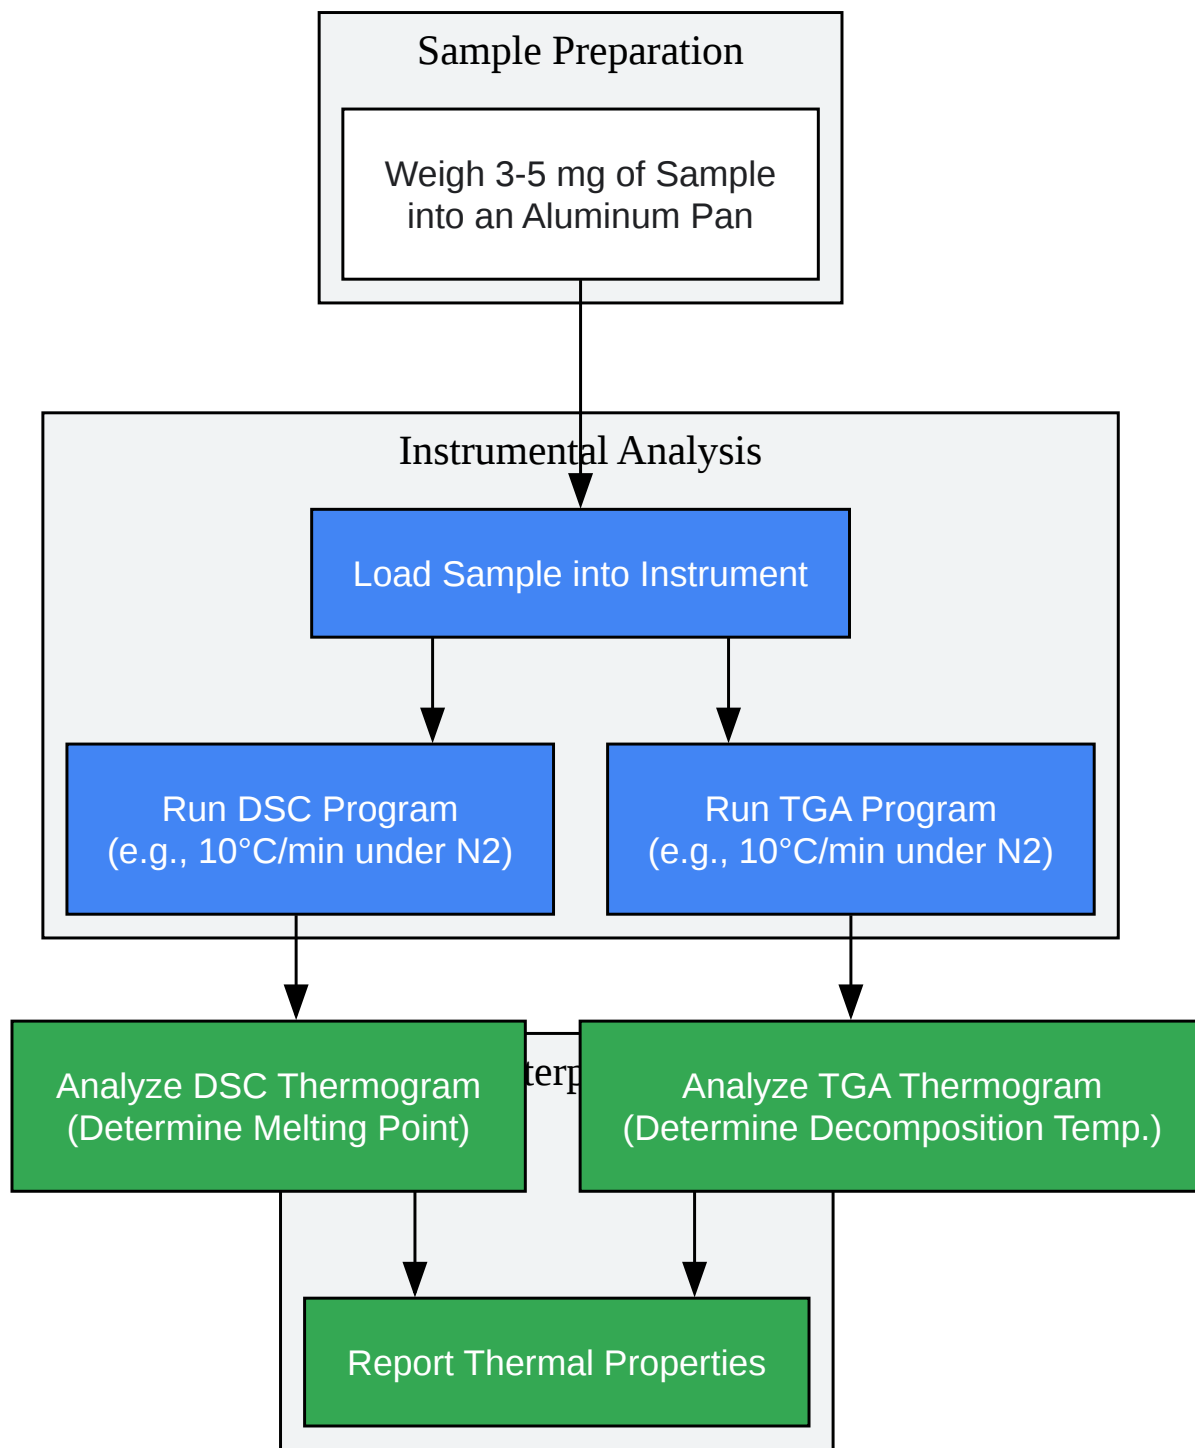 Sample Preparation
Weigh 3-5 mg of Sample
into an Aluminum Pan
Instrumental Analysis
Load Sample into Instrument
Run DSC Program
(e.g., 10°C/min under N2)
Run TGA Program
(e.g., 10°C/min under N2)
Analyze DSC Thermogram
(Determine Melting Point)
Analyze TGA Thermogram
(Determine Decomposition Temp.)
Report Thermal Properties